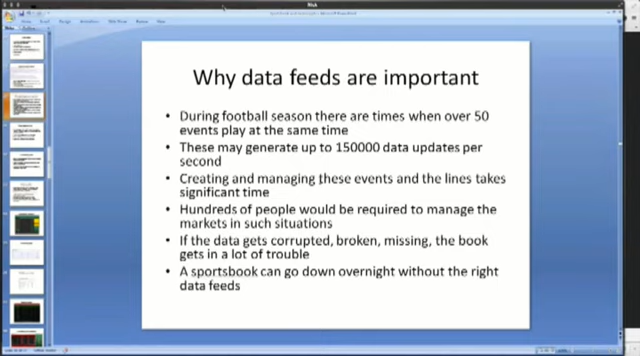 Why data feeds are important
• During football season there are times when over 50
events play at the same time
• These may generate up to 150000 data updates per
second
• Creating and managing these events and the lines takes
significant time
• Hundreds of people would be required to manage the
markets in such situations
• If the data gets corrupted, broken, missing, the book
gets in a lot of trouble
• A sportsbook can go down overnight without the right
data feeds